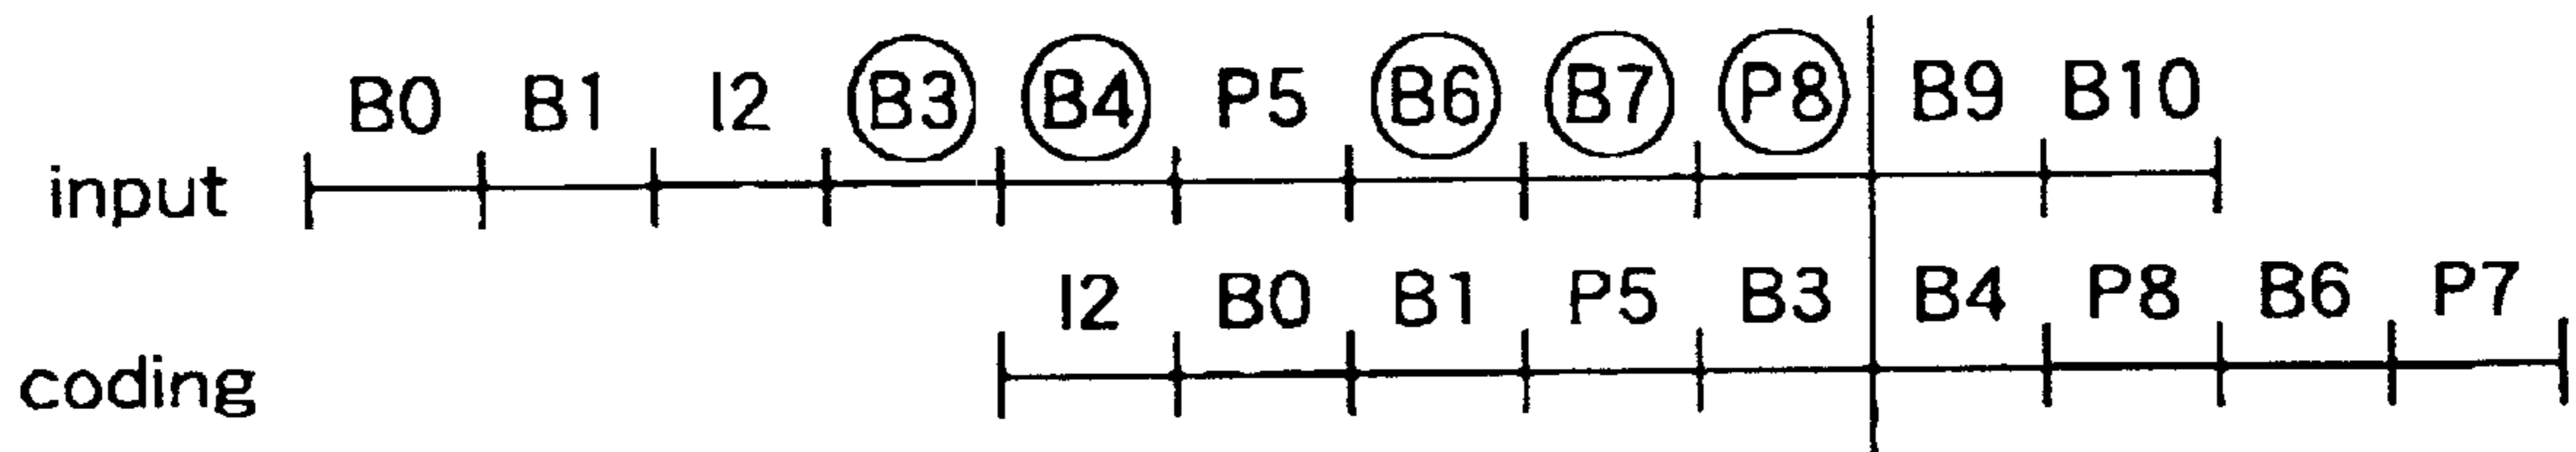 B0 B1 I2 B3 B4 P5 B6 B7 P8 B9 B10
input
I2 B0 B1 P5 B3 B4 P8 B6 P7
coding